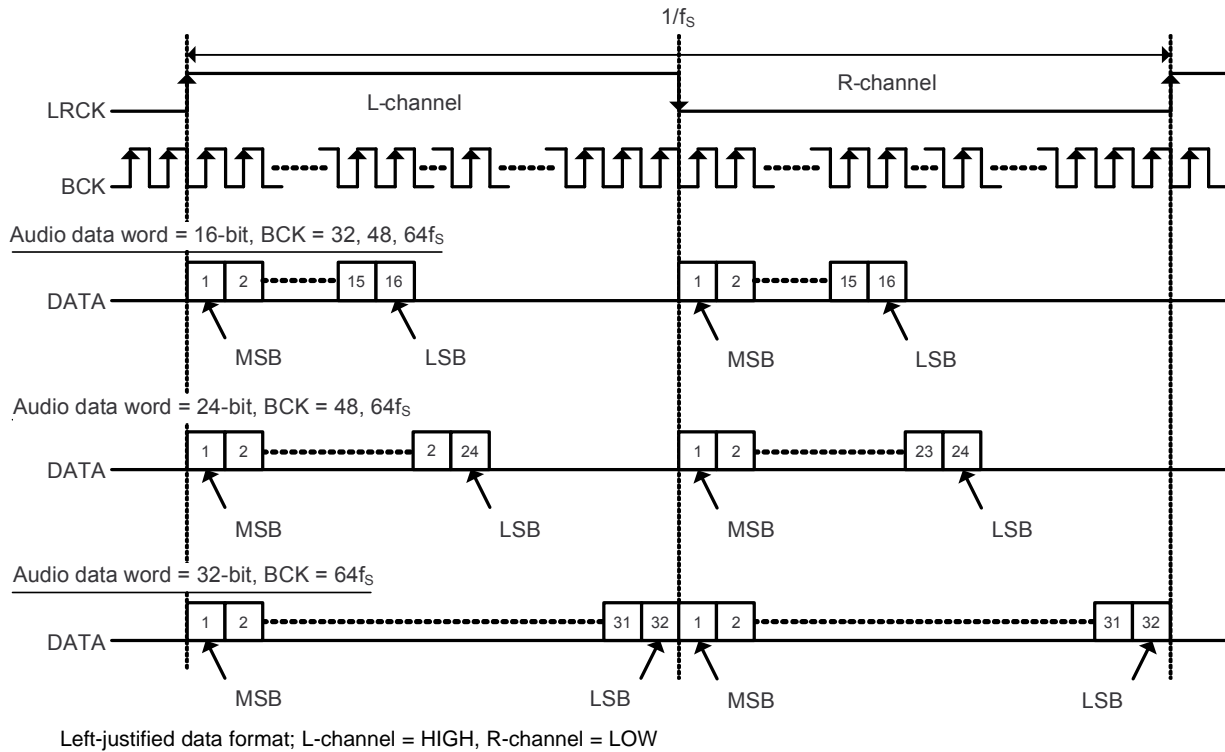 1/fS
L-channel
R-channel
LRCK
BCK
Audio data word = 16-bit, BCK = 32, 48, 64fS
DATA
1 2 15 16 1 2 15 16
MSB LSB MSB LSB
Audio data word = 24-bit, BCK = 48, 64fS
DATA
1 2 2 24 1 2 23 24
MSB LSB MSB LSB
Audio data word = 32-bit, BCK = 64fS
DATA
1 2 31 32 1 2 31 32
MSB LSB MSB LSB
Left-justified data format; L-channel = HIGH, R-channel = LOW